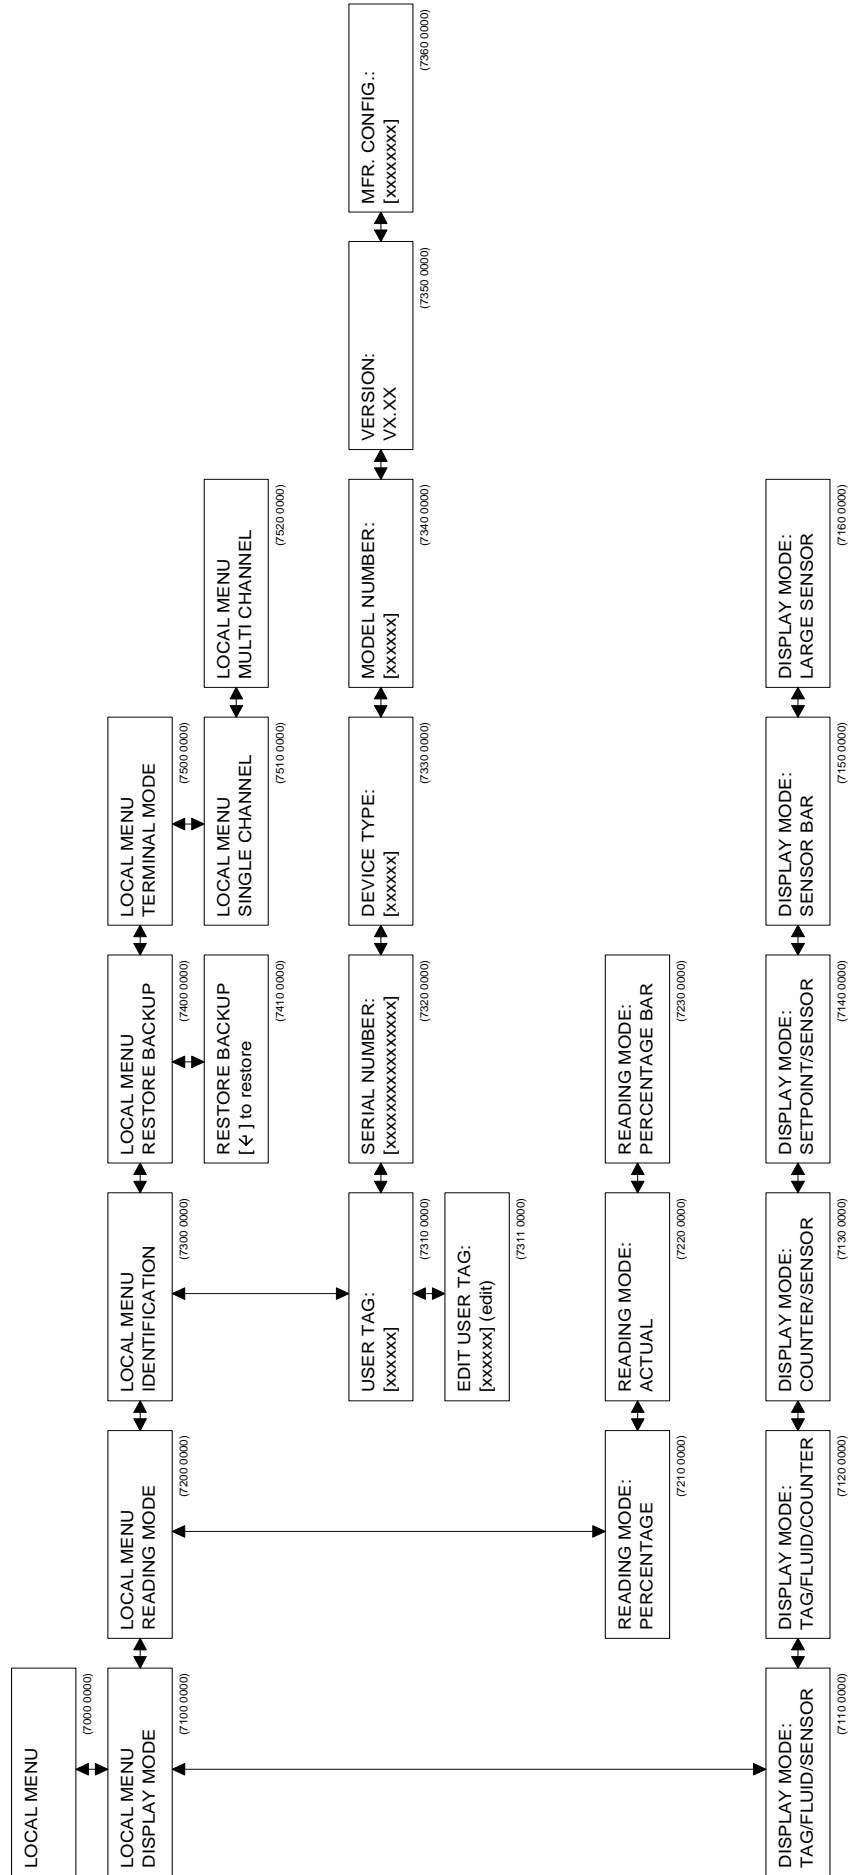 LOCAL MENU
(7000 0000)
LOCAL MENU
DISPLAY MODE
(7100 0000)
LOCAL MENU
READING MODE
(7200 0000)
LOCAL MENU
IDENTIFICATION
(7300 0000)
LOCAL MENU
RESTORE BACKUP
(7400 0000)
LOCAL MENU
TERMINAL MODE
(7500 0000)
RESTORE BACKUP
[←] to restore
(7410 0000)
LOCAL MENU
SINGLE CHANNEL
(7510 0000)
LOCAL MENU
MULTI CHANNEL
(7520 0000)
USER TAG:
[xxxxxx]
(7310 0000)
SERIAL NUMBER:
[xxxxxxxxxxxxxxxxx]
(7320 0000)
DEVICE TYPE:
[xxxxxx]
(7330 0000)
MODEL NUMBER:
[xxxxxx]
(7340 0000)
VERSION:
VX.XX
(7350 0000)
MFR. CONFIG.:
[xxxxxxxx]
(7360 0000)
EDIT USER TAG:
[xxxxxx] (edit)
(7311 0000)
READING MODE:
PERCENTAGE
(7210 0000)
READING MODE:
ACTUAL
(7220 0000)
READING MODE:
PERCENTAGE BAR
(7230 0000)
DISPLAY MODE:
TAG/FLUID/SENSOR
(7110 0000)
DISPLAY MODE:
TAG/FLUID/COUNTER
(7120 0000)
DISPLAY MODE:
COUNTER/SENSOR
(7130 0000)
DISPLAY MODE:
SETPOINT/SENSOR
(7140 0000)
DISPLAY MODE:
SENSOR BAR
(7150 0000)
DISPLAY MODE:
LARGE SENSOR
(7160 0000)